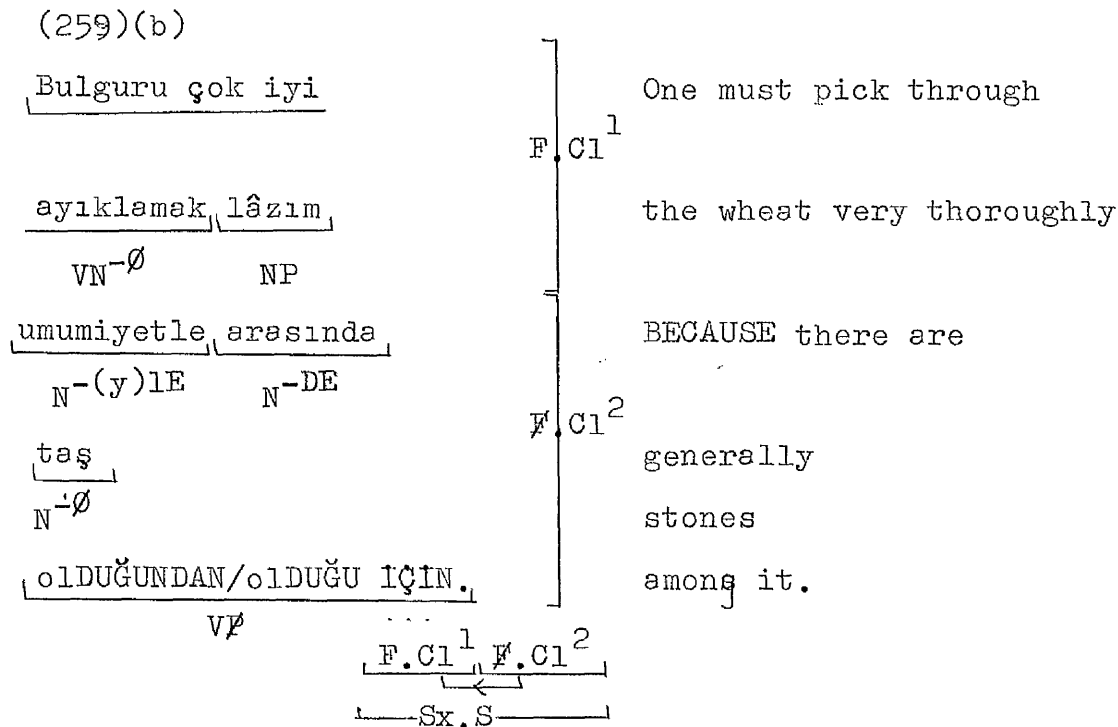 (259)(b)
Bulguru çok iyi One must pick through
F Cl¹
ayıklamak lâzım the wheat very thoroughly
VN⁻Ø NP
umumiyetle arasında BECAUSE there are
N⁻(y)lE N⁻DE
F̸ Cl²
taş generally
N⁻Ø stones
olDUĞUNDAN/olDUĞU İÇİN. among it.
VP̸ ...
F.Cl¹ F̸.Cl²
Sx.S